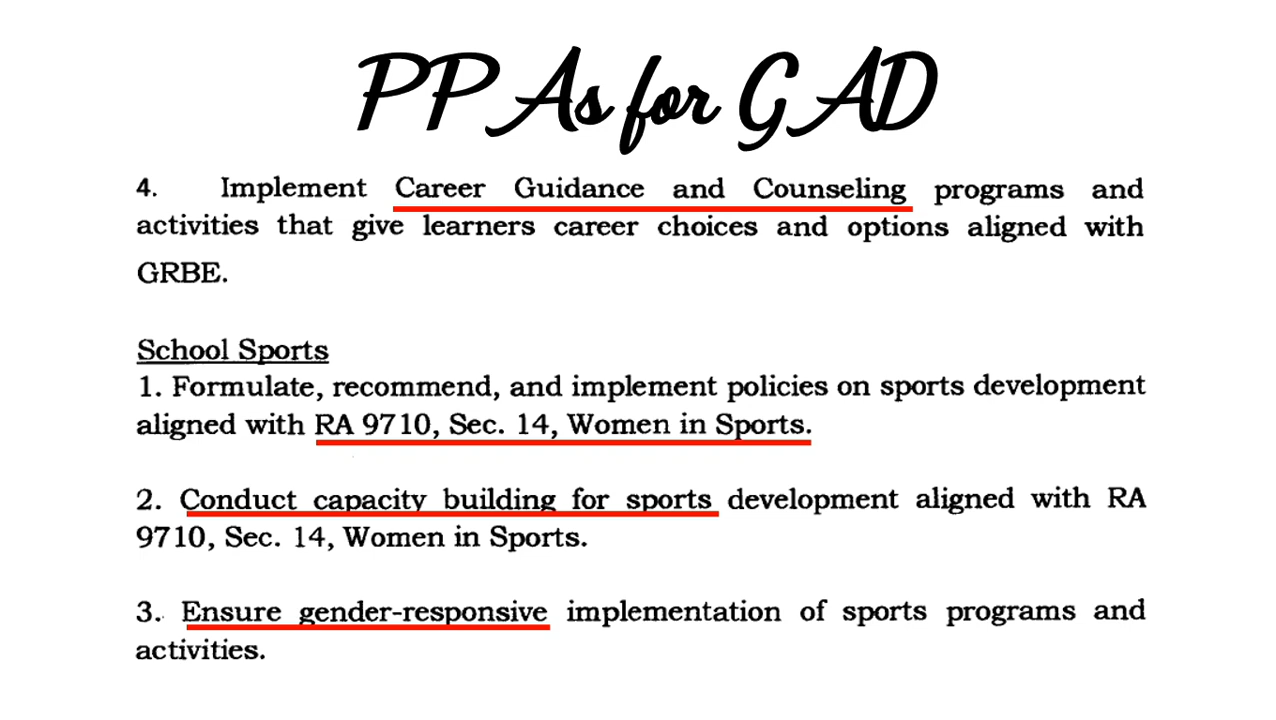 PPAs for GAD
4. Implement Career Guidance and Counseling programs and
activities that give learners career choices and options aligned with
GRBE.
School Sports
1. Formulate, recommend, and implement policies on sports development
aligned with RA 9710, Sec. 14, Women in Sports.
2. Conduct capacity building for sports development aligned with RA
9710, Sec. 14, Women in Sports.
3. Ensure gender-responsive implementation of sports programs and
activities.